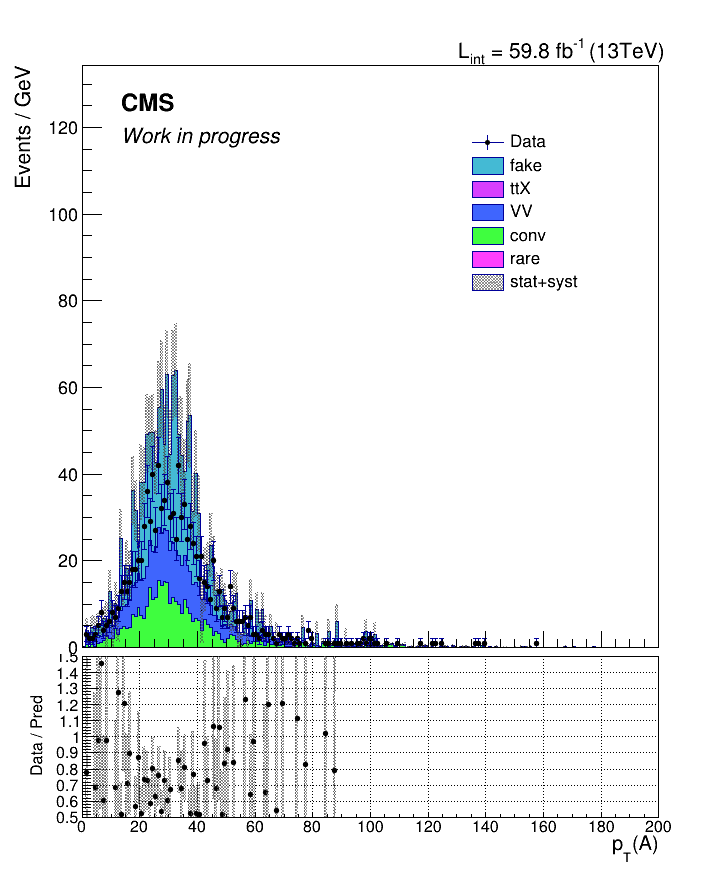 L_int = 59.8 fb^-1 (13TeV)
Events / GeV
CMS
Work in progress
Data
fake
ttX
VV
conv
rare
stat+syst
120
100
80
60
40
20
0
Data / Pred
1.5
1.4
1.3
1.2
1.1
1
0.9
0.8
0.7
0.6
0.5
0 20 40 60 80 100 120 140 160 180 200
p_T(A)